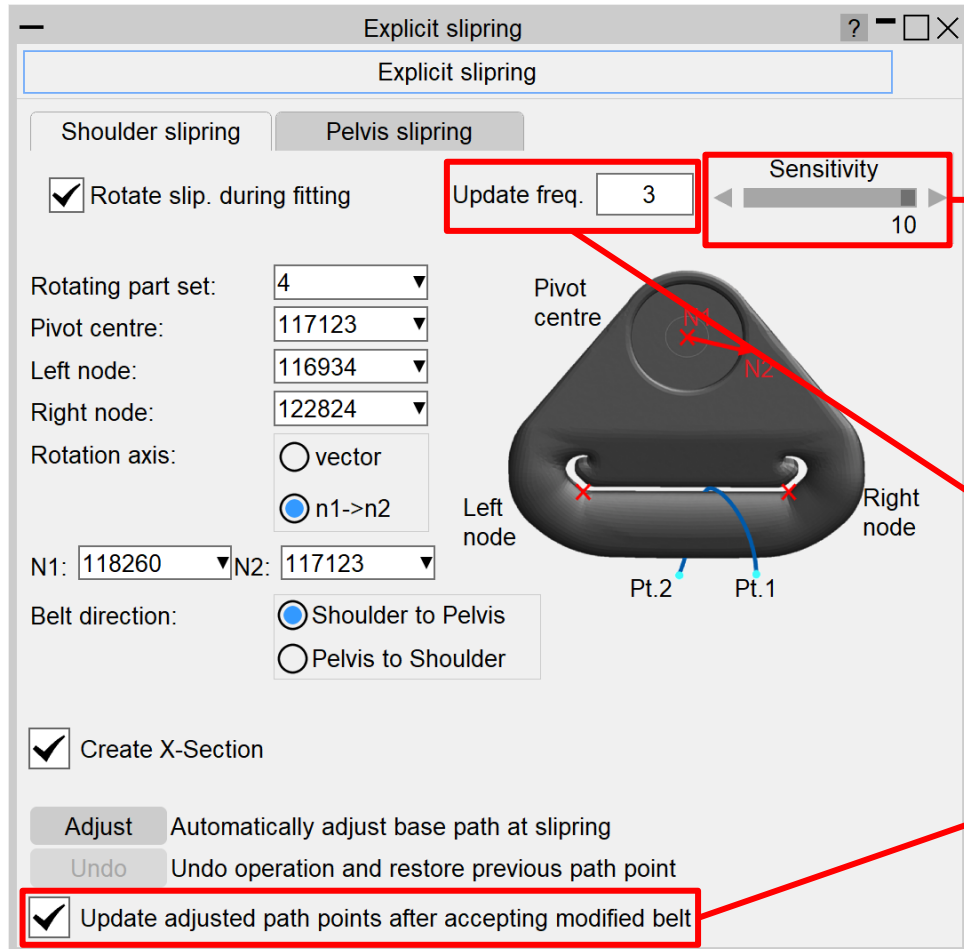 Explicit slipring
?
Explicit slipring
Shoulder slipring
Pelvis slipring
Rotate slip. during fitting
Update freq. 3
Sensitivity
10
Rotating part set: 4
Pivot centre: 117123
Left node: 116934
Right node: 122824
Rotation axis:
vector
n1->n2
N1: 118260
N2: 117123
Belt direction:
Shoulder to Pelvis
Pelvis to Shoulder
Pivot
centre
N1
N2
Left
node
Right
node
Pt.2
Pt.1
Create X-Section
Adjust
Automatically adjust base path at slipring
Undo
Undo operation and restore previous path point
Update adjusted path points after accepting modified belt